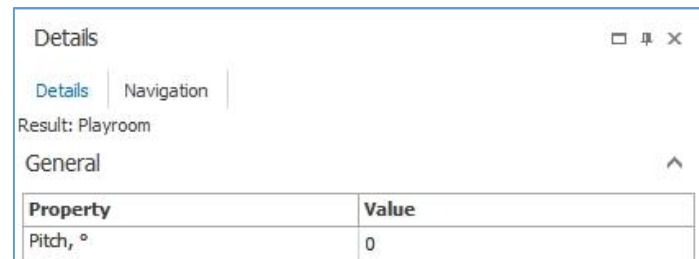 Details
Details Navigation
Result: Playroom
General
Property Value
Pitch, ° 0